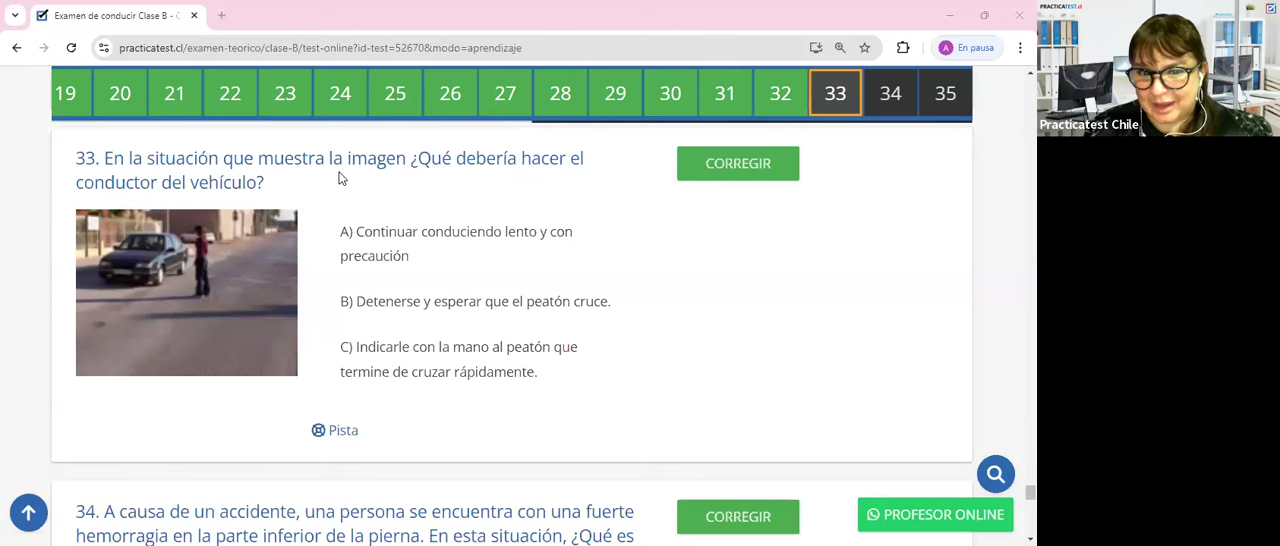 Examen de conducir Clase B - C
practicatest.cl/examen-teorico/clase-B/test-online?id-test=52670&modo=aprendizaje
A En pausa
19 20 21 22 23 24 25 26 27 28 29 30 31 32 33 34 35
33. En la situación que muestra la imagen ¿Qué debería hacer el
conductor del vehículo?
CORREGIR
A) Continuar conduciendo lento y con
precaución
B) Detenerse y esperar que el peatón cruce.
C) Indicarle con la mano al peatón que
termine de cruzar rápidamente.
Pista
34. A causa de un accidente, una persona se encuentra con una fuerte
hemorragia en la parte inferior de la pierna. En esta situación, ¿Qué es
CORREGIR
PROFESOR ONLINE
PRACTICATEST.cl
Practicatest Chile